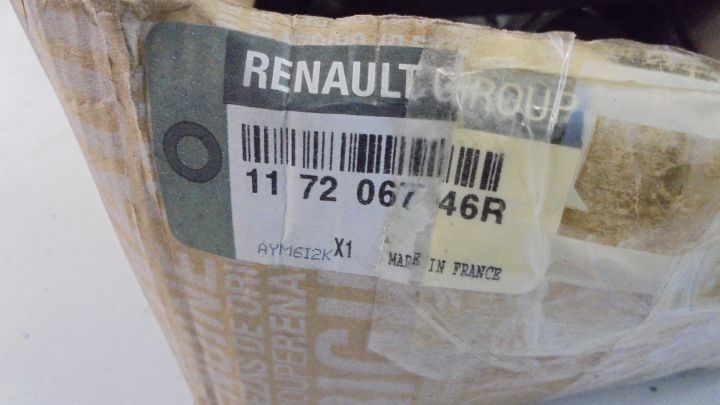 RENAULT GROUP
11 72 067 46R
AYM6I2K X1 MADE IN FRANCE